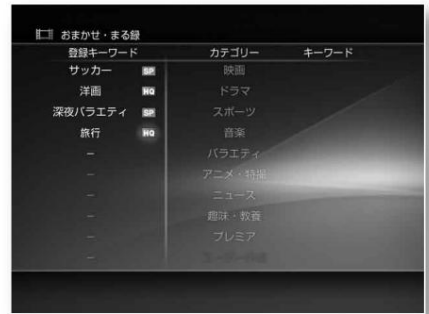 おまかせ・まる録
登録キーワード カテゴリー キーワード
サッカー SP 映画
洋画 HQ ドラマ
深夜バラエティ SP スポーツ
旅行 HQ 音楽
– バラエティ
– アニメ・特撮
– ニュース
– 趣味・教養
– プレミア
–